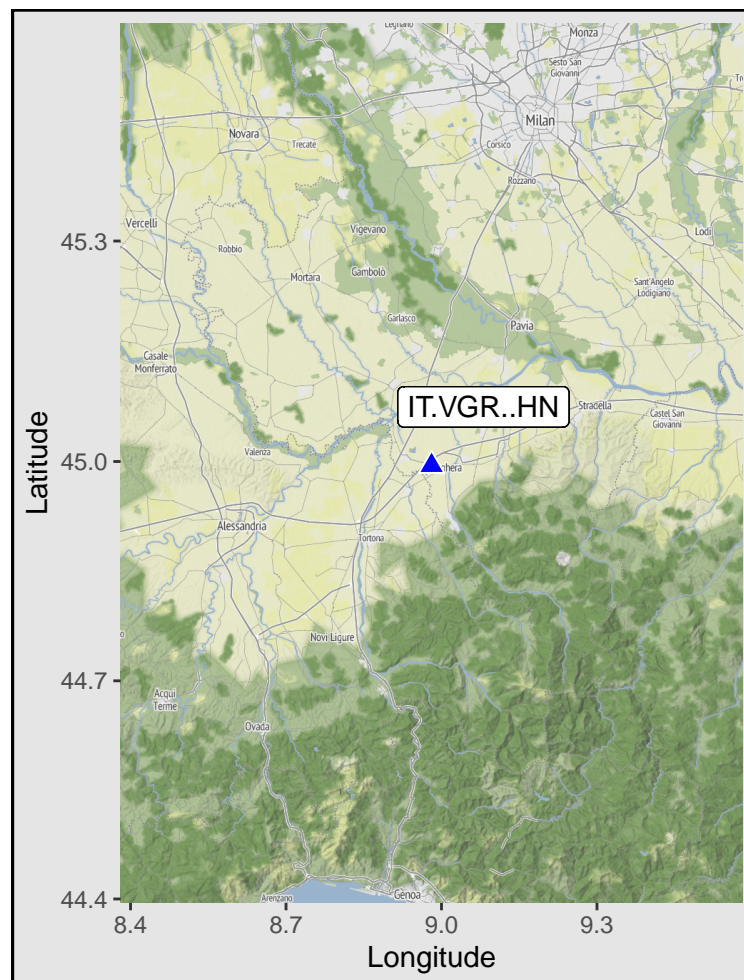 Legnano
Monza
Sesto San
Giovanni
Milan
Novara
Trecate
Corsico
Rozzano
Vercelli
Vigevano
Lodi
45.3
Robbio
Mortara
Gambolò
Sant'Angelo
Lodigiano
Garlasco
Pavia
Casale
Monferrato
IT.VGR..HN
Stradella
Castel San
Giovanni
Valenza
45.0
Latitude
Alessandria
Tortona
Novi Ligure
44.7
Acqui
Terme
Ovada
Arenzano
Genoa
44.4
8.4
8.7
9.0
9.3
Longitude